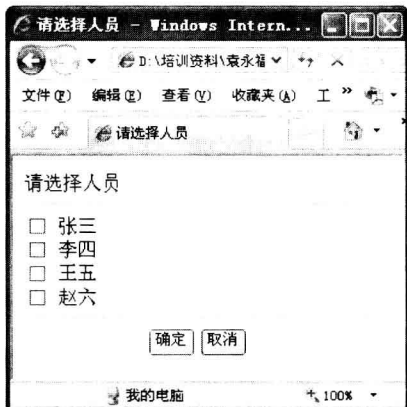 请选择人员 - Windows Intern...
D:\培训资料\袁永福
文件(F) 编辑(E) 查看(V) 收藏夹(A) 工 »
请选择人员
请选择人员
张三
李四
王五
赵六
确定 取消
我的电脑 100%